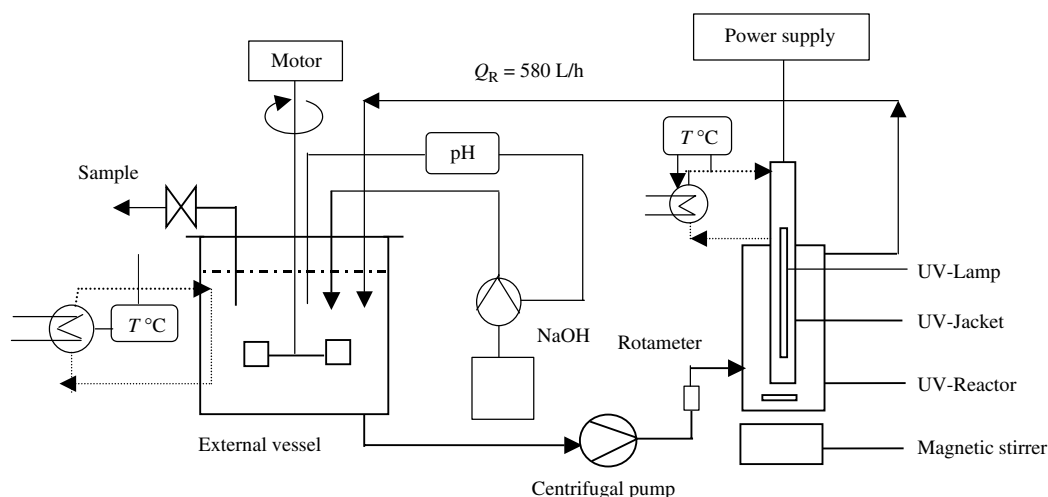 Power supply
Motor
Q_R = 580 L/h
T °C
pH
Sample
UV-Lamp
T °C
UV-Jacket
NaOH
Rotameter
UV-Reactor
External vessel
Magnetic stirrer
Centrifugal pump